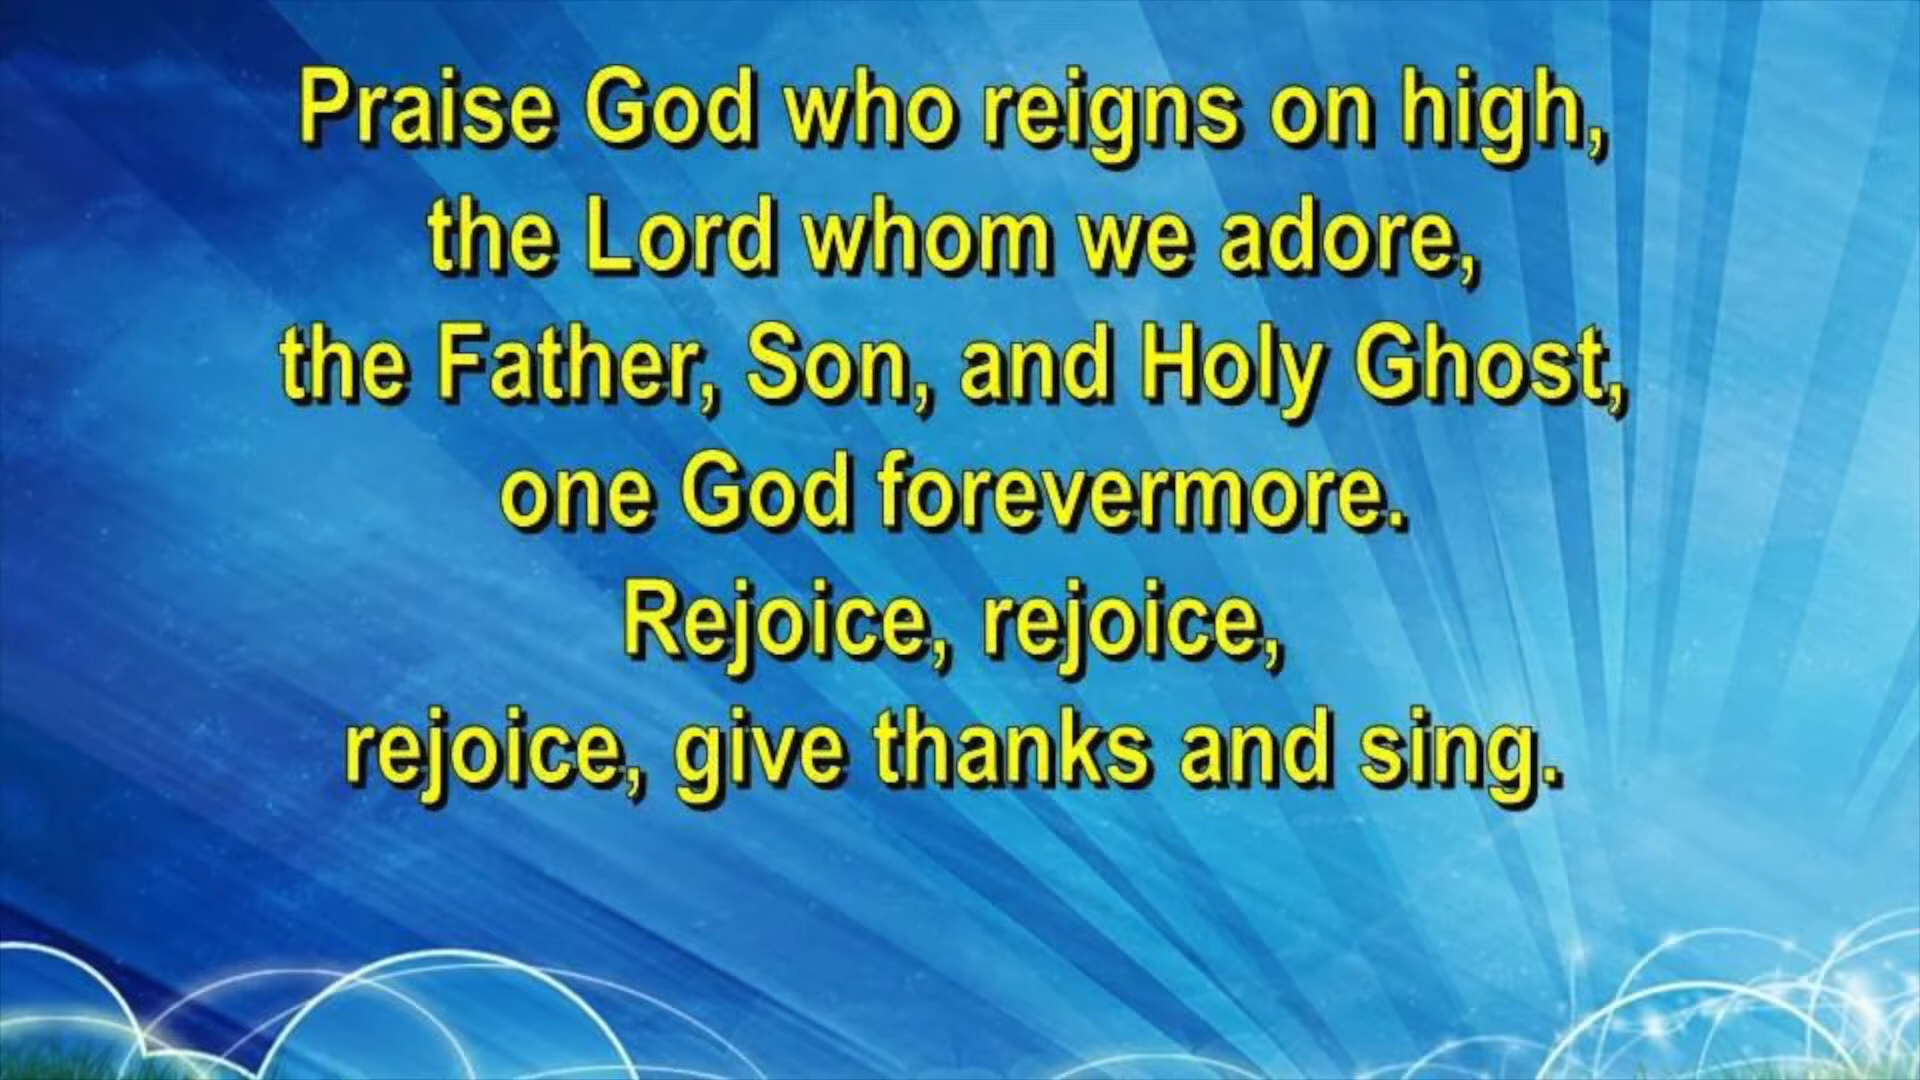 Praise God who reigns on high,
the Lord whom we adore,
the Father, Son, and Holy Ghost,
one God forevermore.
Rejoice, rejoice,
rejoice, give thanks and sing.